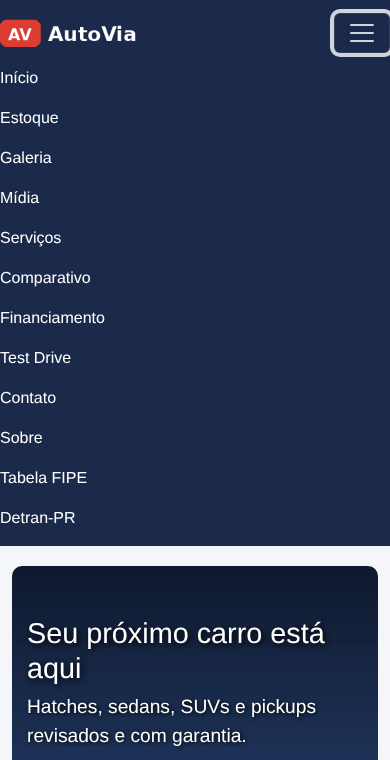 AV AutoVia
Início
Estoque
Galeria
Mídia
Serviços
Comparativo
Financiamento
Test Drive
Contato
Sobre
Tabela FIPE
Detran-PR
Seu próximo carro está
aqui
Hatches, sedans, SUVs e pickups
revisados e com garantia.